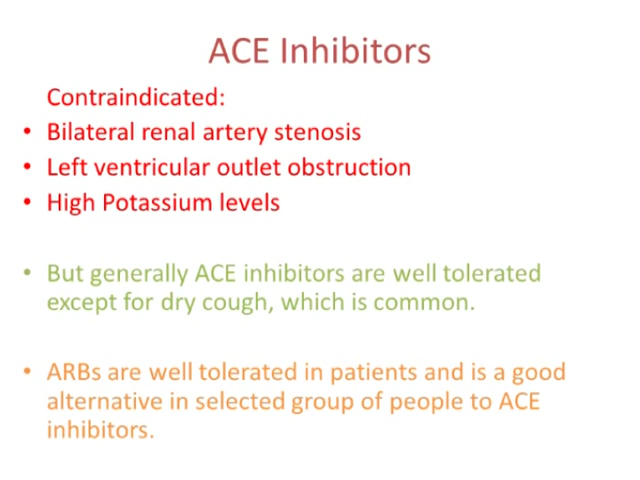 ACE Inhibitors
Contraindicated:
• Bilateral renal artery stenosis
• Left ventricular outlet obstruction
• High Potassium levels
• But generally ACE inhibitors are well tolerated
except for dry cough, which is common.
• ARBs are well tolerated in patients and is a good
alternative in selected group of people to ACE
inhibitors.